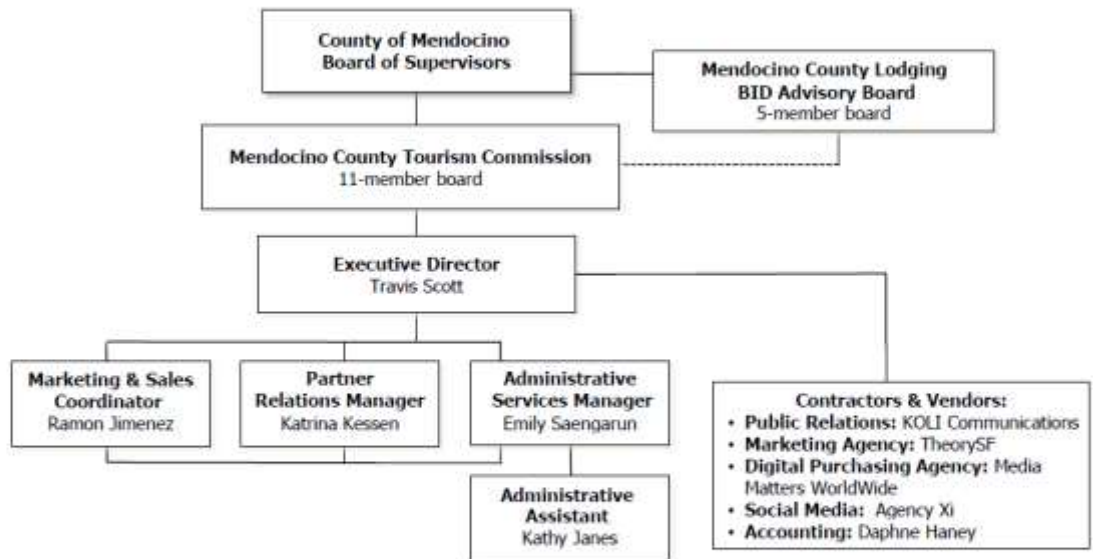 County of Mendocino
Board of Supervisors
Mendocino County Lodging
BID Advisory Board
5-member board
Mendocino County Tourism Commission
11-member board
Executive Director
Travis Scott
Marketing & Sales
Coordinator
Ramon Jimenez
Partner
Relations Manager
Katrina Kessen
Administrative
Services Manager
Emily Saengarun
Administrative
Assistant
Kathy Janes
Contractors & Vendors:
• Public Relations: KOLI Communications
• Marketing Agency: TheorySF
• Digital Purchasing Agency: Media
Matters WorldWide
• Social Media: Agency Xi
• Accounting: Daphne Haney